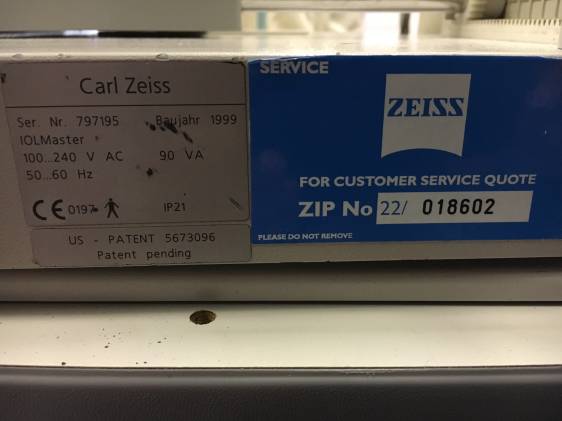 Carl Zeiss
Ser. Nr. 797195 Baujahr 1999
IOLMaster
100...240 V AC 90 VA
50...60 Hz
CE 0197 IP21
US - PATENT 5673096
Patent pending
SERVICE
ZEISS
FOR CUSTOMER SERVICE QUOTE
ZIP No 22/ 018602
PLEASE DO NOT REMOVE